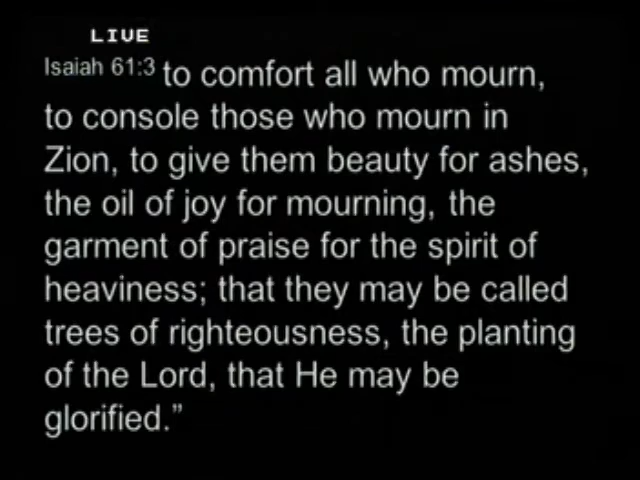 LIVE
Isaiah 61:3 to comfort all who mourn,
to console those who mourn in
Zion, to give them beauty for ashes,
the oil of joy for mourning, the
garment of praise for the spirit of
heaviness; that they may be called
trees of righteousness, the planting
of the Lord, that He may be
glorified.”